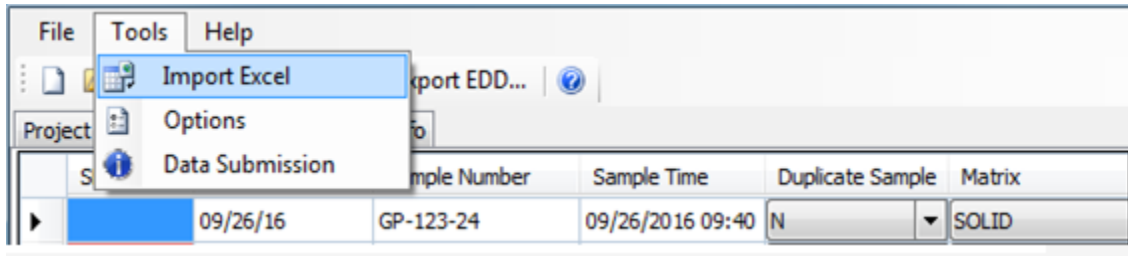 File Tools Help
Import Excel
xport EDD...
Options
Project fo
Data Submission
S mple Number Sample Time Duplicate Sample Matrix
09/26/16 GP-123-24 09/26/2016 09:40 N SOLID